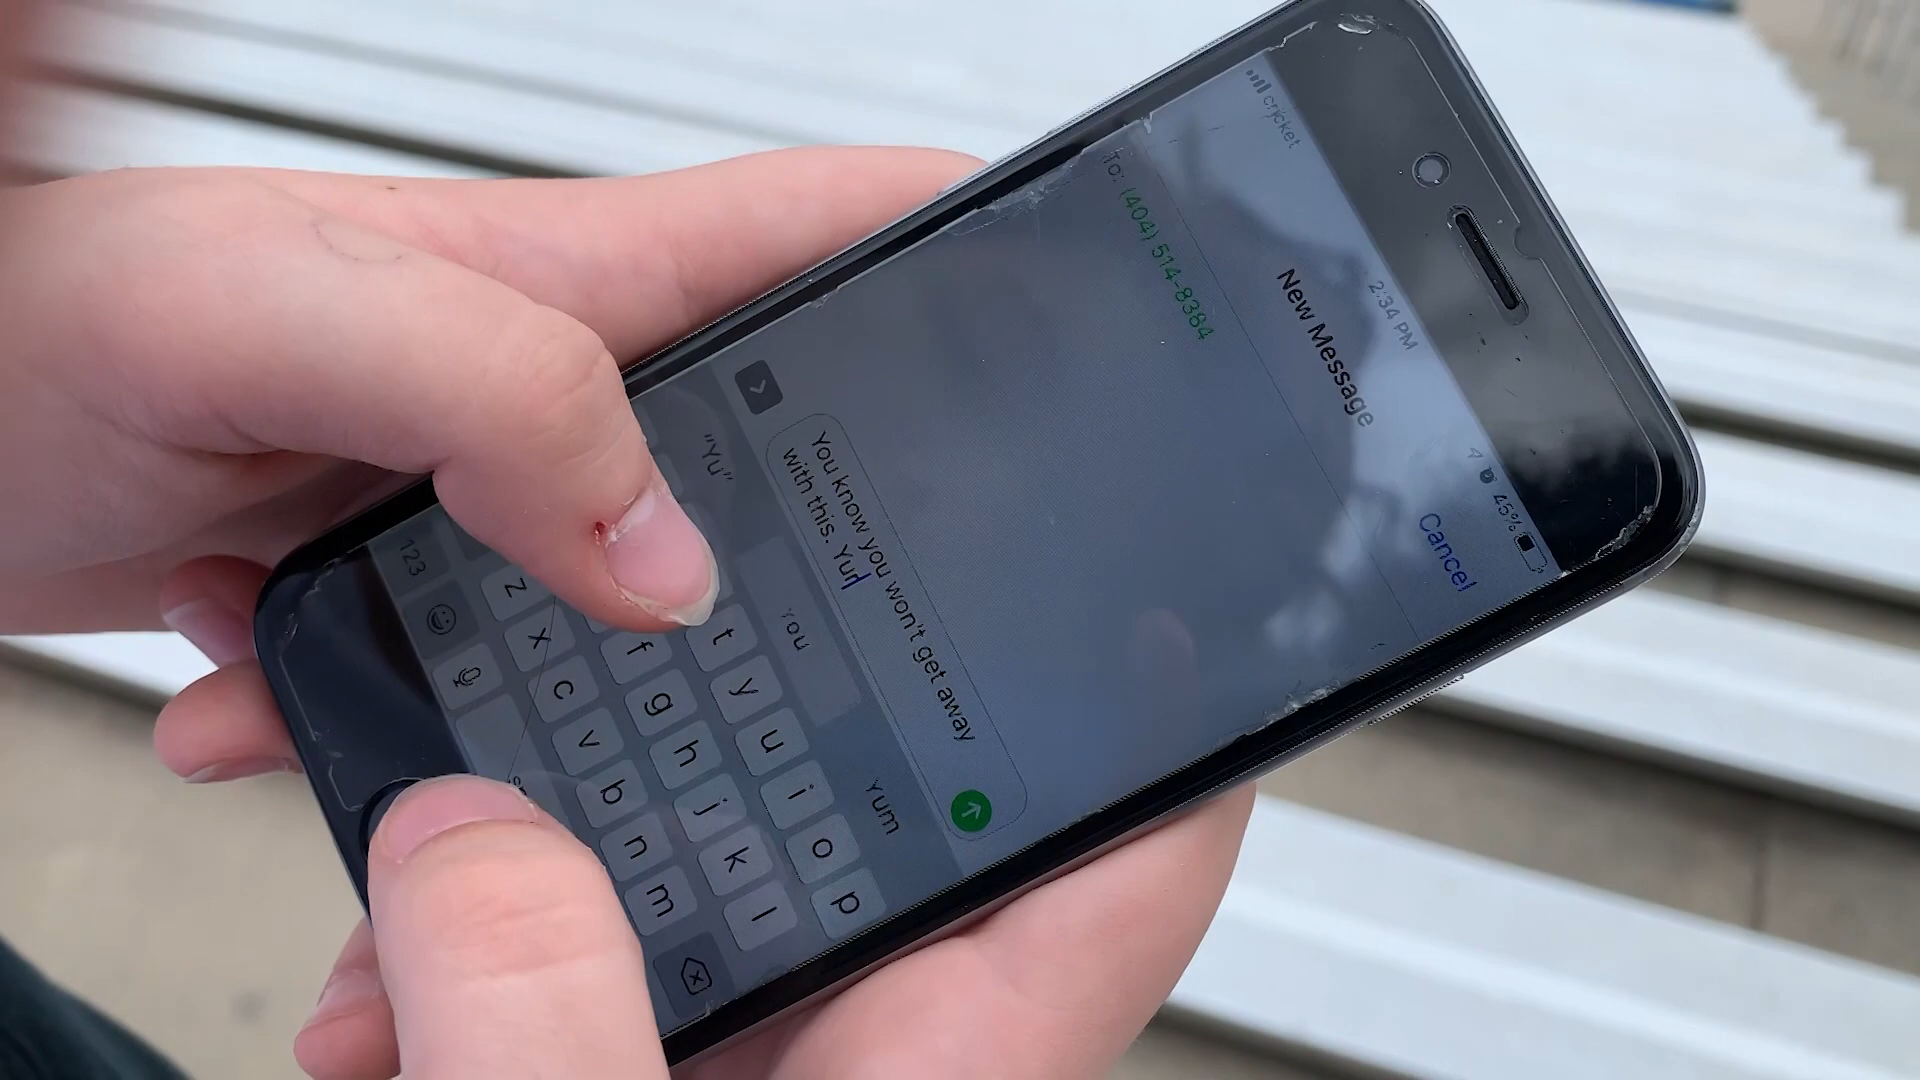 cricket
2:34 PM
45%
New Message
Cancel
To: (404) 514-8384
You know you won't get away
with this. Yur
"Yu"
You
Yum
t y u i o p
f g h j k l
z x c v b n m
123